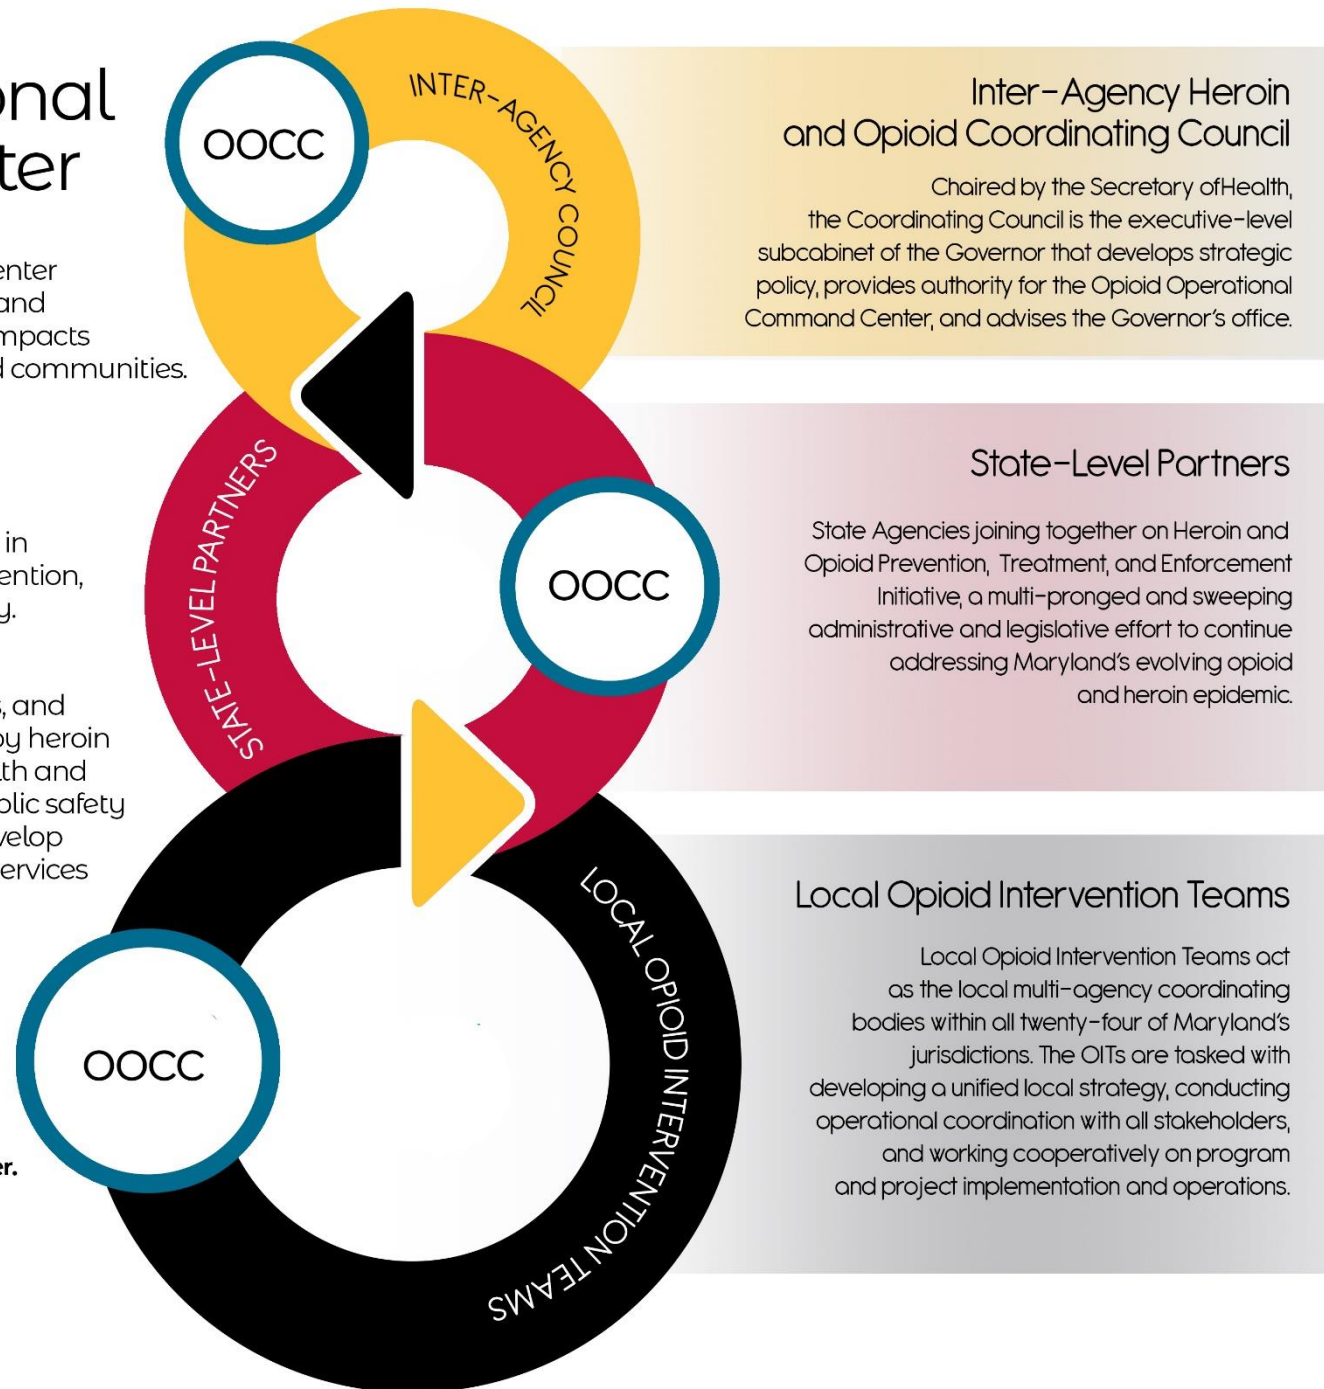 onal
ter
enter
and
mpacts
d communities.
in
ention,
y.
s, and
by heroin
lth and
blic safety
velop
ervices
er.
OOCC
INTER-AGENCY COUNCIL
STATE-LEVEL PARTNERS
OOCC
OOCC
LOCAL OPIOID INTERVENTION TEAMS
Inter-Agency Heroin
and Opioid Coordinating Council
Chaired by the Secretary ofHealth,
the Coordinating Council is the executive-level
subcabinet of the Governor that develops strategic
policy, provides authority for the Opioid Operational
Command Center, and advises the Governor's office.
State-Level Partners
State Agencies joining together on Heroin and
Opioid Prevention, Treatment, and Enforcement
Initiative, a multi-pronged and sweeping
administrative and legislative effort to continue
addressing Maryland's evolving opioid
and heroin epidemic.
Local Opioid Intervention Teams
Local Opioid Intervention Teams act
as the local multi-agency coordinating
bodies within all twenty-four of Maryland's
jurisdictions. The OITs are tasked with
developing a unified local strategy, conducting
operational coordination with all stakeholders,
and working cooperatively on program
and project implementation and operations.